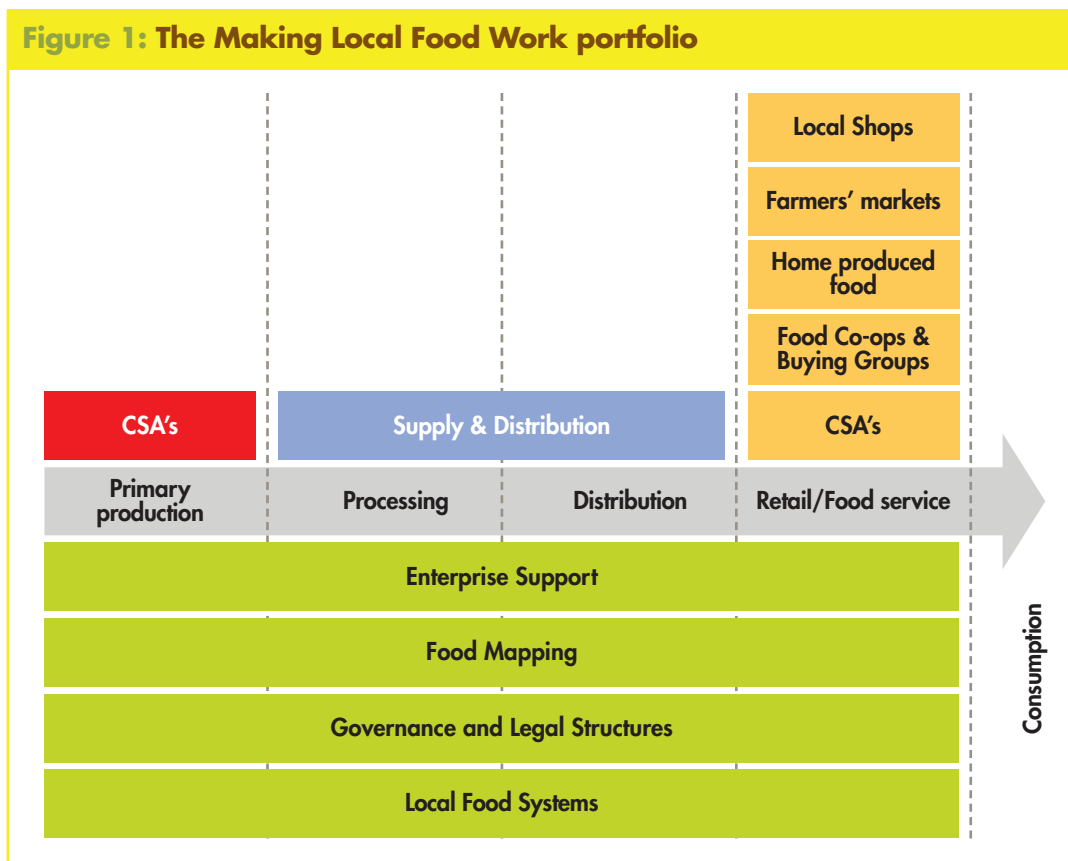 Figure 1: The Making Local Food Work portfolio
Local Shops
Farmers’ markets
Home produced
food
Food Co-ops &
Buying Groups
CSA’s
Supply & Distribution
CSA’s
Primary
production
Processing
Distribution
Retail/Food service
Enterprise Support
Food Mapping
Governance and Legal Structures
Local Food Systems
Consumption